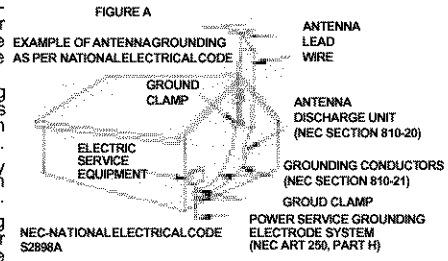 FIGURE A
EXAMPLE OF ANTENNA GROUNDING
AS PER NATIONAL ELECTRICAL CODE
ANTENNA
LEAD
WIRE
GROUND
CLAMP
ANTENNA
DISCHARGE UNIT
(NEC SECTION 810-20)
ELECTRIC
SERVICE
EQUIPMENT
GROUNDING CONDUCTORS
(NEC SECTION 810-21)
GROUD CLAMP
POWER SERVICE GROUNDING
ELECTRODE SYSTEM
(NEC ART 250, PART H)
NEC-NATIONAL ELECTRICAL CODE
S2898A